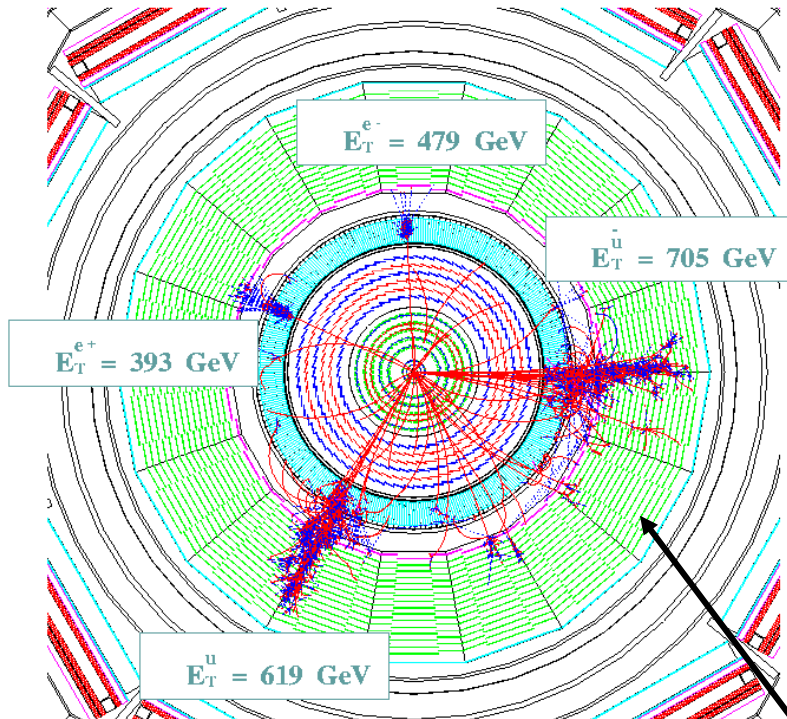 E_T^{e-} = 479 GeV
E_T^{ū} = 705 GeV
E_T^{e+} = 393 GeV
E_T^{u} = 619 GeV